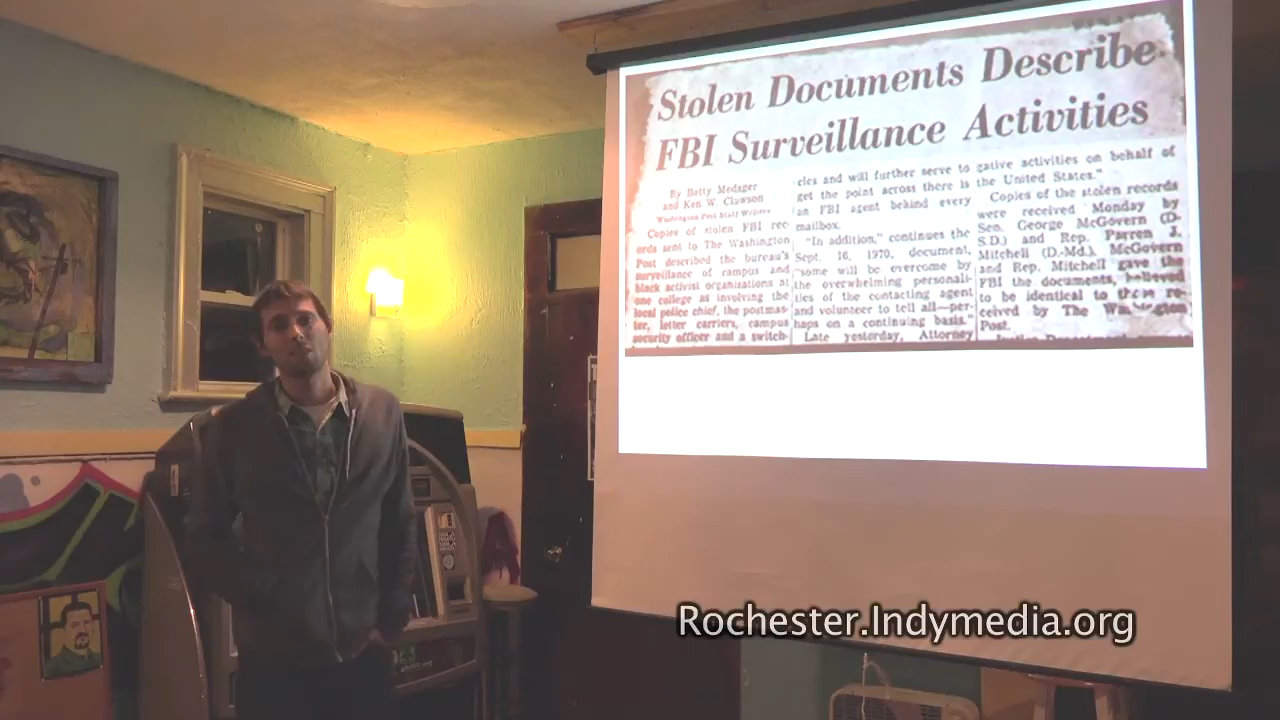 Stolen Documents Describe
FBI Surveillance Activities
By Betty Medsger
and Ken W. Clawson
Washington Post Staff Writers
Copies of stolen FBI rec-
ords sent to The Washington
Post described the bureau's
surveillance of campus and
black activist organizations at
one college as involving the
local police chief, the postmas-
ter, letter carriers, campus
security officer and a switch-
cles and will further serve to
get the point across there is
an FBI agent behind every
mailbox.
"In addition," continues the
Sept. 16, 1970, document,
"some will be overcome by
the overwhelming personali-
ties of the contacting agent
and volunteer to tell all—per-
haps on a continuing basis."
Late yesterday, Attorney
gative activities on behalf of
the United States."
Copies of the stolen records
were received Monday by
Sen. George McGovern (D-
S.D.) and Rep. Parren J.
Mitchell (D.-Md.). McGovern
and Rep. Mitchell gave the
FBI the documents, believed
to be identical to those re-
ceived by The Washington
Post.
Rochester.Indymedia.org